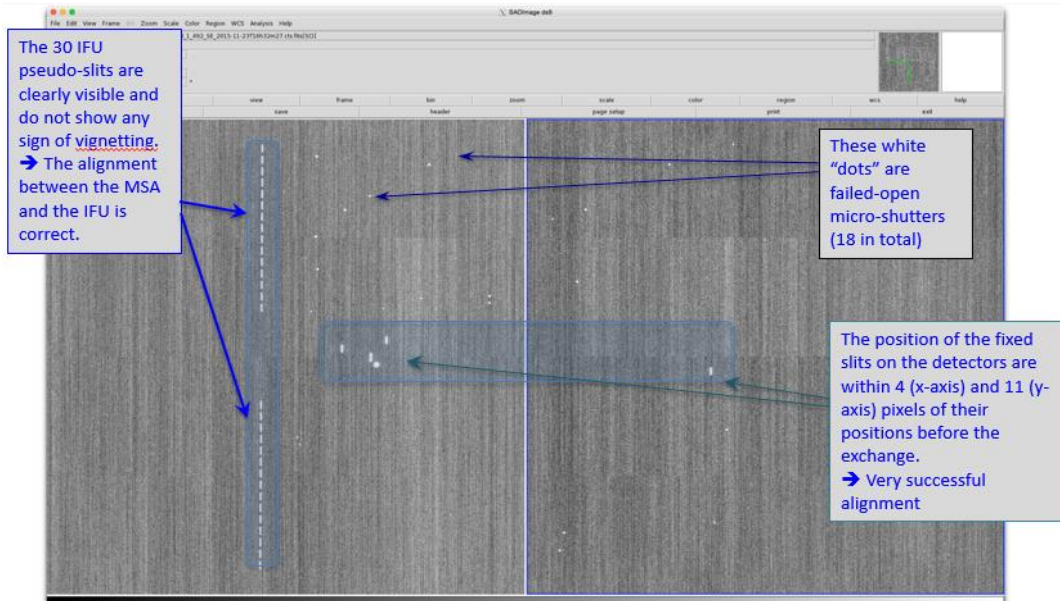 SAOImage ds9
File Edit View Frame Bin Zoom Scale Color Region WCS Analysis Help
view frame bin zoom scale color region wcs help
save header page setup print exit
The 30 IFU
pseudo-slits are
clearly visible and
do not show any
sign of vignetting.
➔ The alignment
between the MSA
and the IFU is
correct.
These white
“dots” are
failed-open
micro-shutters
(18 in total)
The position of the fixed
slits on the detectors are
within 4 (x-axis) and 11 (y-
axis) pixels of their
positions before the
exchange.
➔ Very successful
alignment